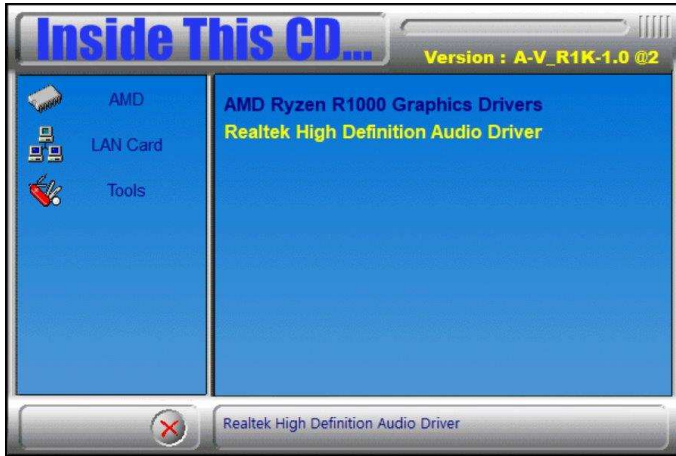 Inside This CD...
Version : A-V_R1K-1.0 @2
AMD
LAN Card
Tools
AMD Ryzen R1000 Graphics Drivers
Realtek High Definition Audio Driver
Realtek High Definition Audio Driver